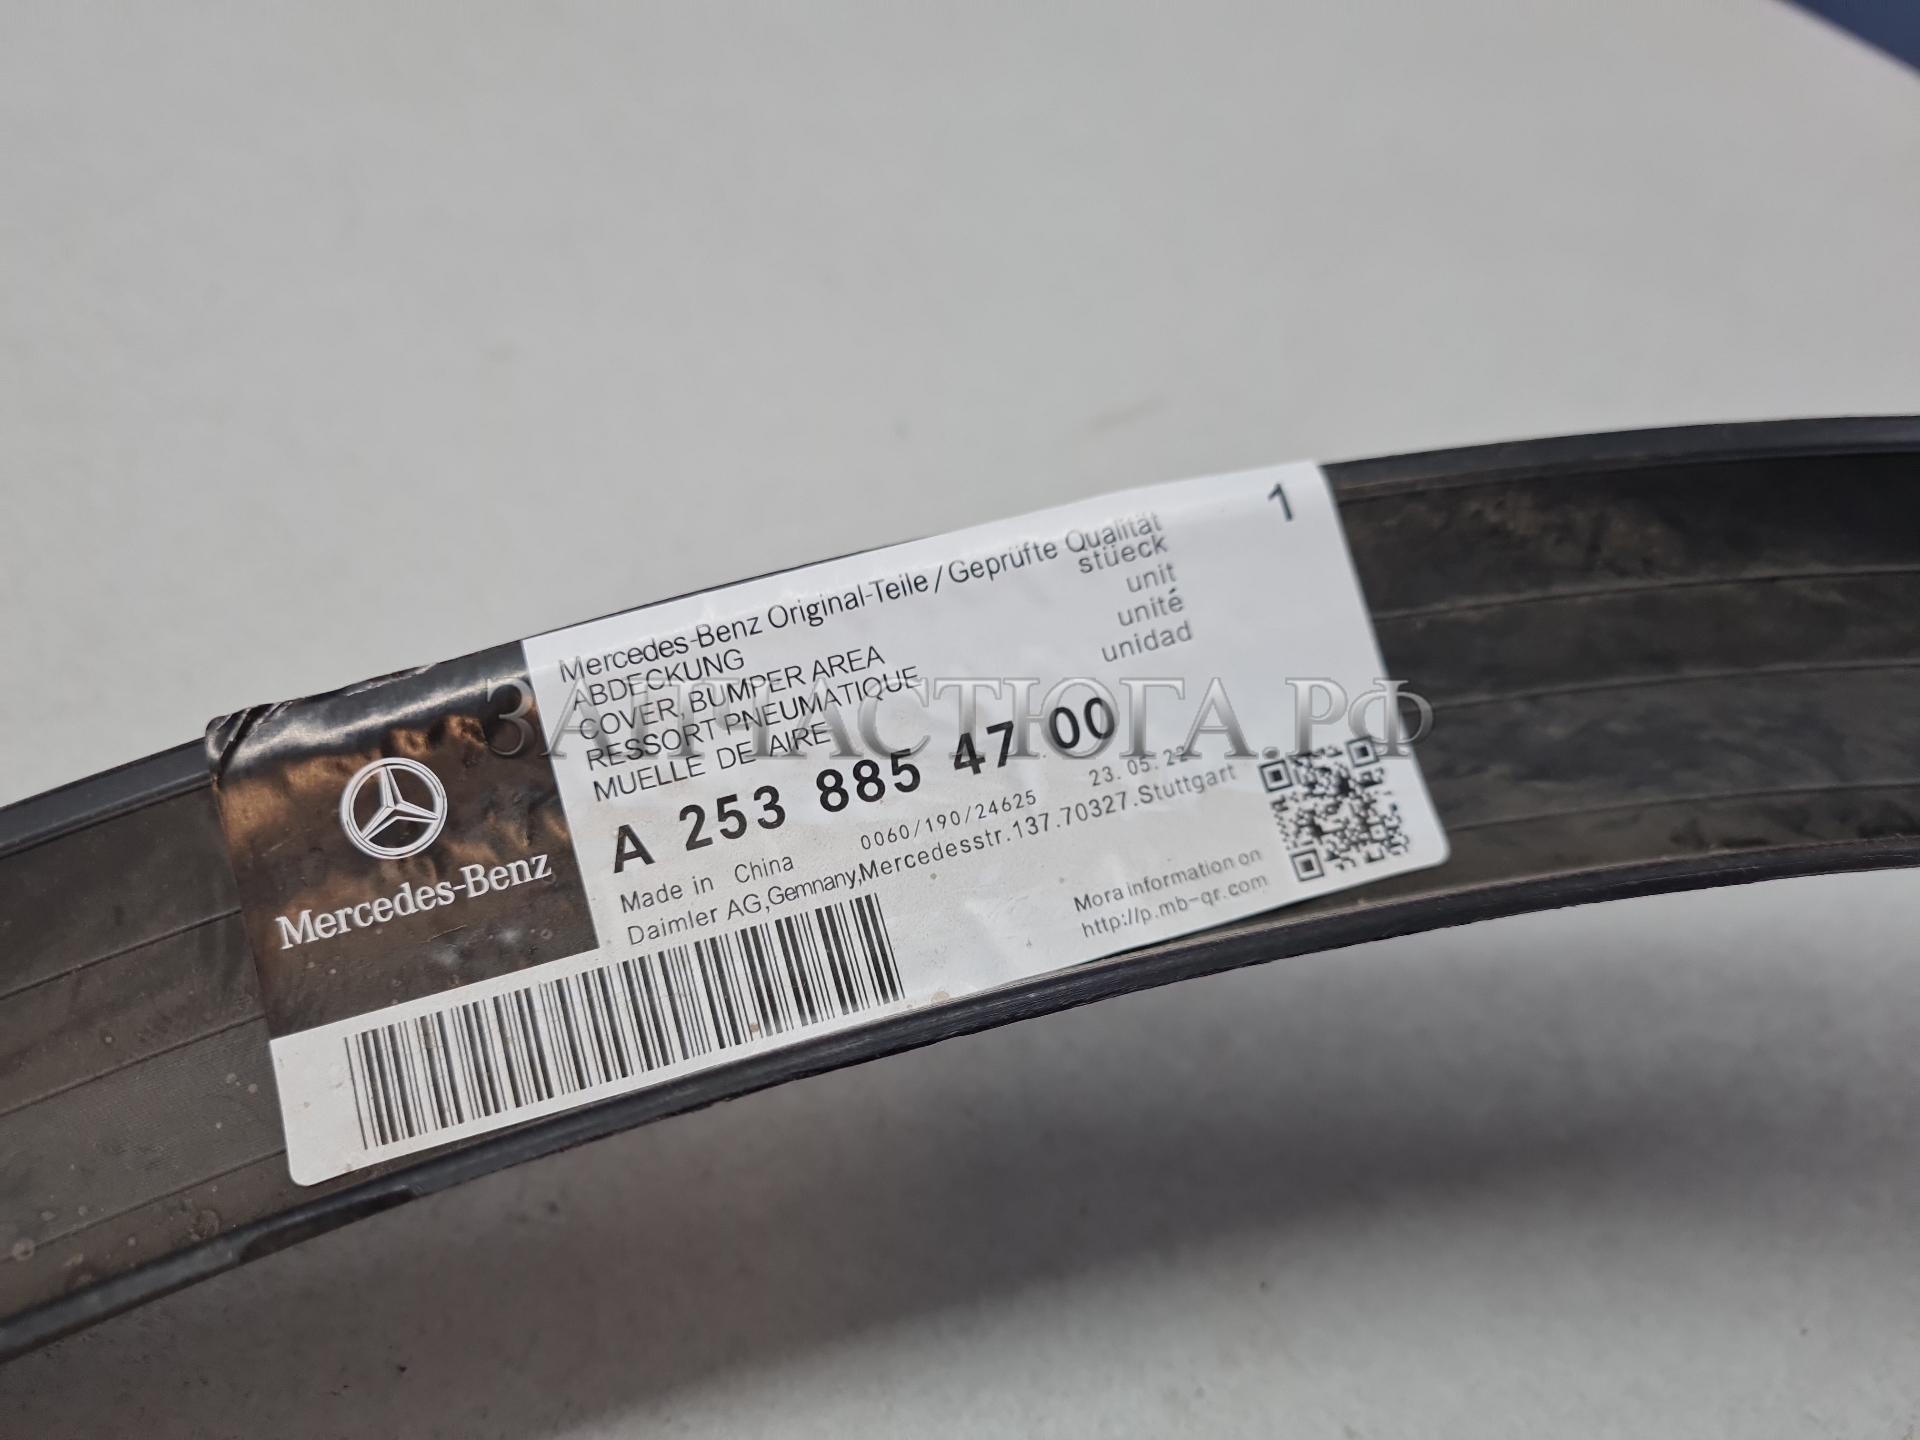 Mercedes-Benz Original-Teile / Geprüfte Qualität
1
ABDECKUNG
stüeck
COVER, BUMPER AREA
unit
RESSORT PNEUMATIQUE
unité
MUELLE DE AIRE
unidad
A 253 885 47 00
0060/190/24625
23.05.22
Made in China
Daimler AG,Gemnany,Mercedesstr.137.70327.Stuttgart
Mora information on
http://p.mb-qr.com
Mercedes-Benz
ЗАПЧАСТЮГА.РФ